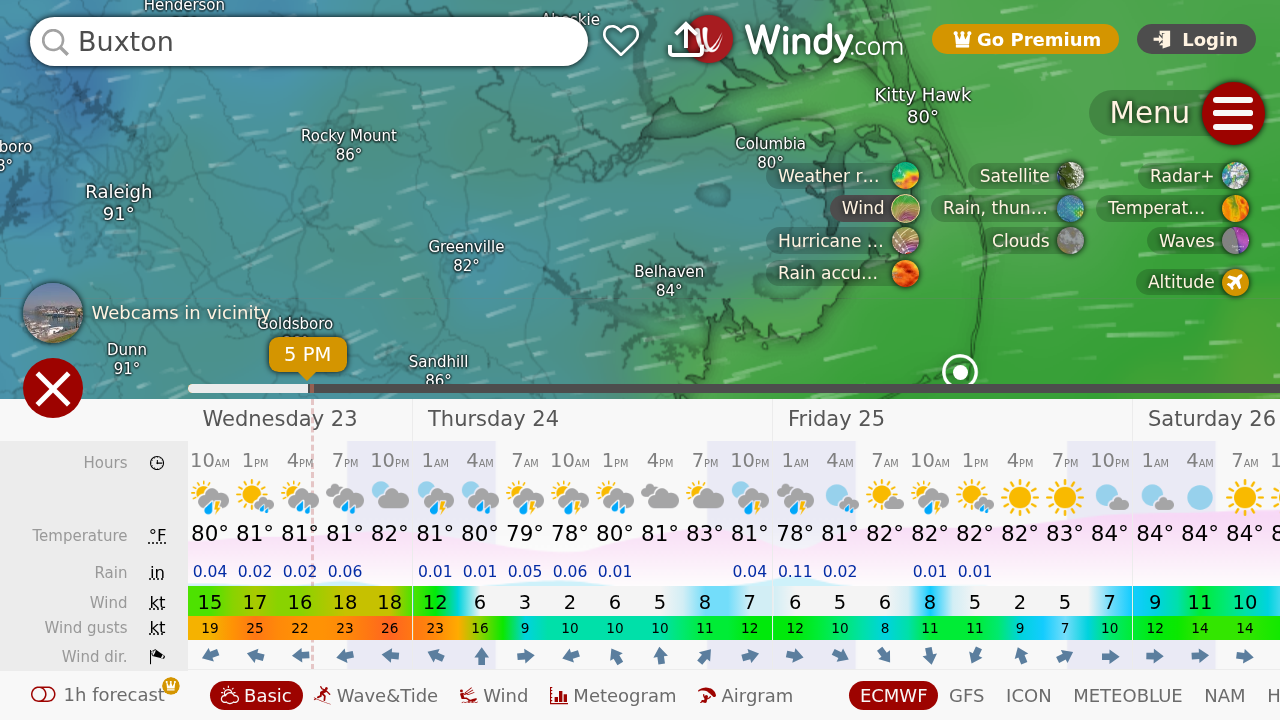 Henderson
Buxton
Windy.com
Go Premium
Login
Kitty Hawk
80°
Menu
Rocky Mount
86°
Columbia
80°
Raleigh
91°
Weather r...
Satellite
Radar+
Wind
Rain, thun...
Temperat...
Hurricane ...
Clouds
Waves
Rain accu...
Altitude
Greenville
82°
Belhaven
84°
Webcams in vicinity
Goldsboro
5 PM
Dunn
91°
Sandhill
86°
Wednesday 23 Thursday 24 Friday 25 Saturday 26
Hours 10AM 1PM 4PM 7PM 10PM 1AM 4AM 7AM 10AM 1PM 4PM 7PM 10PM 1AM 4AM 7AM 10AM 1PM 4PM 7PM 10PM 1AM 4AM 7AM
Temperature °F 80° 81° 81° 81° 82° 81° 80° 79° 78° 80° 81° 83° 81° 78° 81° 82° 82° 82° 82° 83° 84° 84° 84° 84°
Rain in 0.04 0.02 0.02 0.06 0.01 0.01 0.05 0.06 0.01 0.04 0.11 0.02 0.01 0.01
Wind kt 15 17 16 18 18 12 6 3 2 6 5 8 7 6 5 6 8 5 2 5 7 9 11 10
Wind gusts kt 19 25 22 23 26 23 16 9 10 10 10 11 12 12 10 8 11 11 9 7 10 12 14 14
Wind dir.
1h forecast Basic Wave&Tide Wind Meteogram Airgram ECMWF GFS ICON METEOBLUE NAM